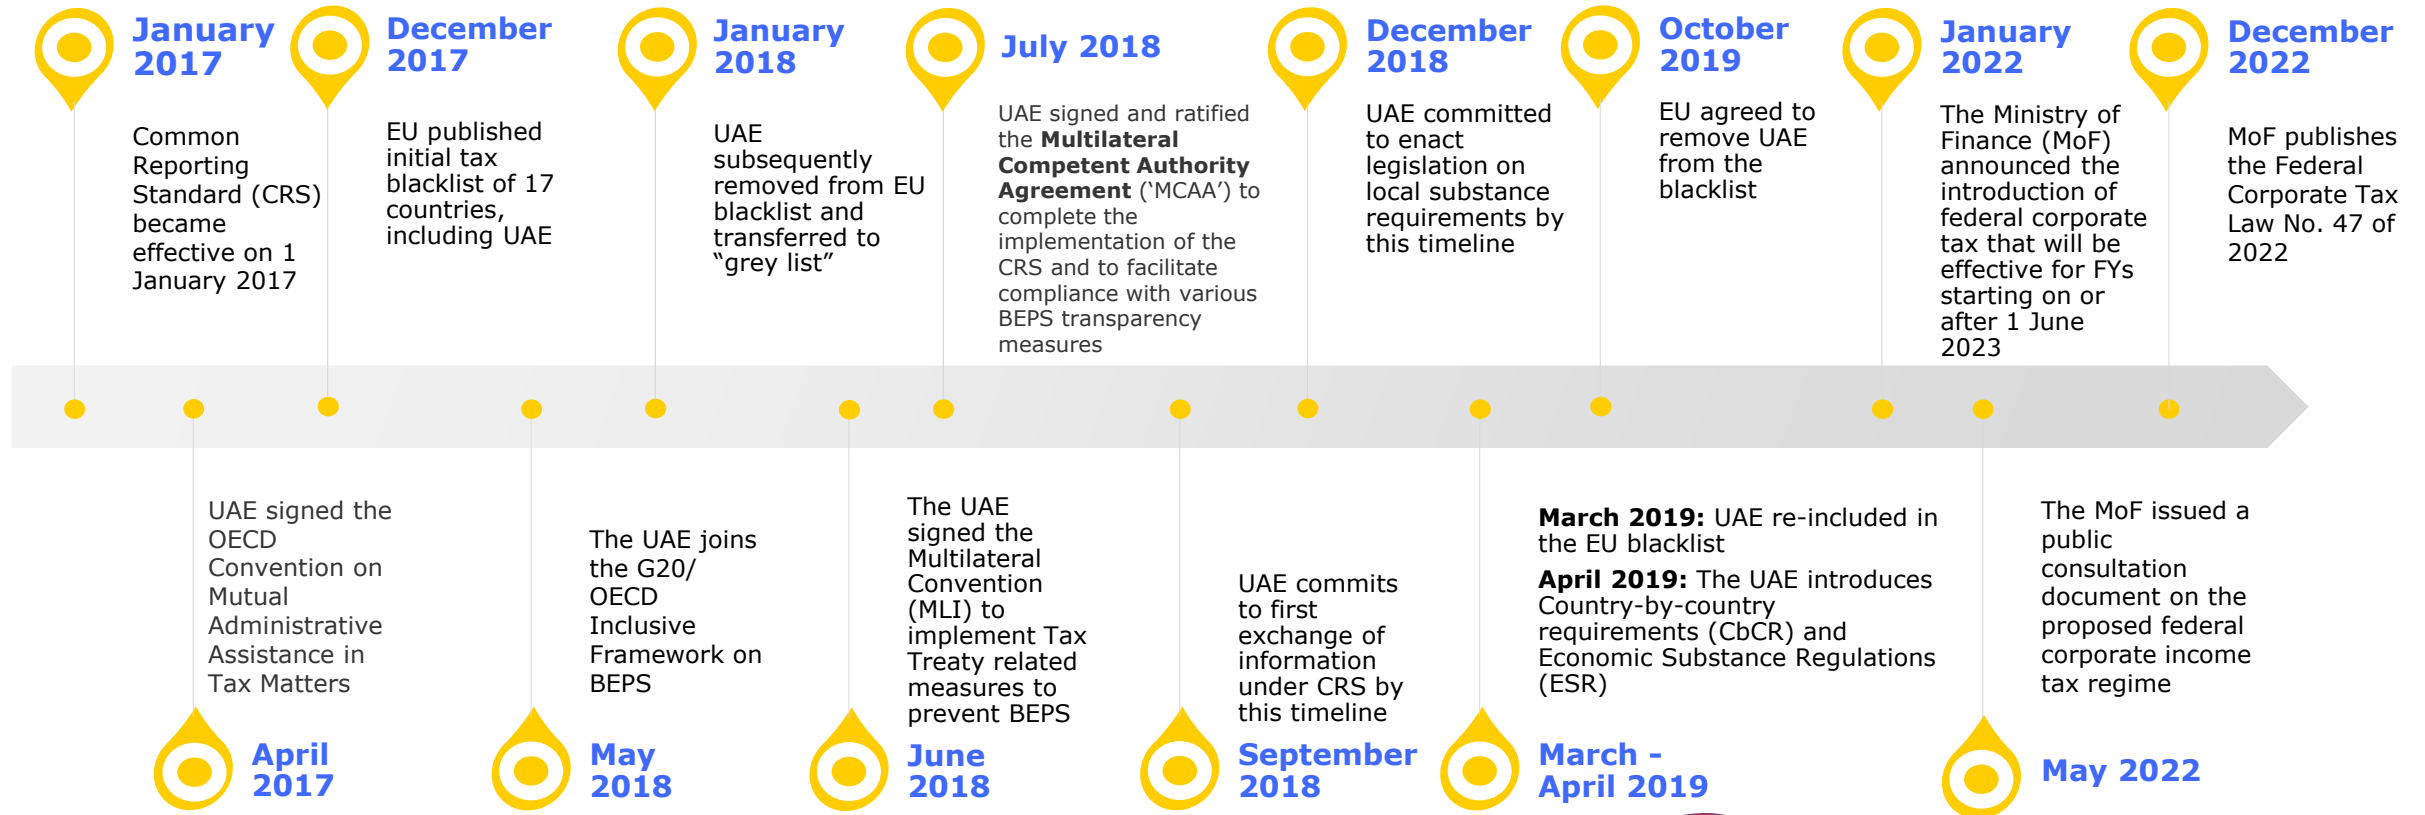 January
2017
Common
Reporting
Standard (CRS)
became
effective on 1
January 2017
December
2017
EU published
initial tax
blacklist of 17
countries,
including UAE
January
2018
UAE
subsequently
removed from EU
blacklist and
transferred to
“grey list”
July 2018
UAE signed and ratified
the Multilateral
Competent Authority
Agreement (‘MCAA’) to
complete the
implementation of the
CRS and to facilitate
compliance with various
BEPS transparency
measures
December
2018
UAE committed
to enact
legislation on
local substance
requirements by
this timeline
October
2019
EU agreed to
remove UAE
from the
blacklist
January
2022
The Ministry of
Finance (MoF)
announced the
introduction of
federal corporate
tax that will be
effective for FYs
starting on or
after 1 June
2023
December
2022
MoF publishes
the Federal
Corporate Tax
Law No. 47 of
2022
UAE signed the
OECD
Convention on
Mutual
Administrative
Assistance in
Tax Matters
April
2017
The UAE joins
the G20/
OECD
Inclusive
Framework on
BEPS
May
2018
The UAE
signed the
Multilateral
Convention
(MLI) to
implement Tax
Treaty related
measures to
prevent BEPS
June
2018
UAE commits
to first
exchange of
information
under CRS by
this timeline
September
2018
March 2019: UAE re-included in
the EU blacklist
April 2019: The UAE introduces
Country-by-country
requirements (CbCR) and
Economic Substance Regulations
(ESR)
March -
April 2019
The MoF issued a
public
consultation
document on the
proposed federal
corporate income
tax regime
May 2022